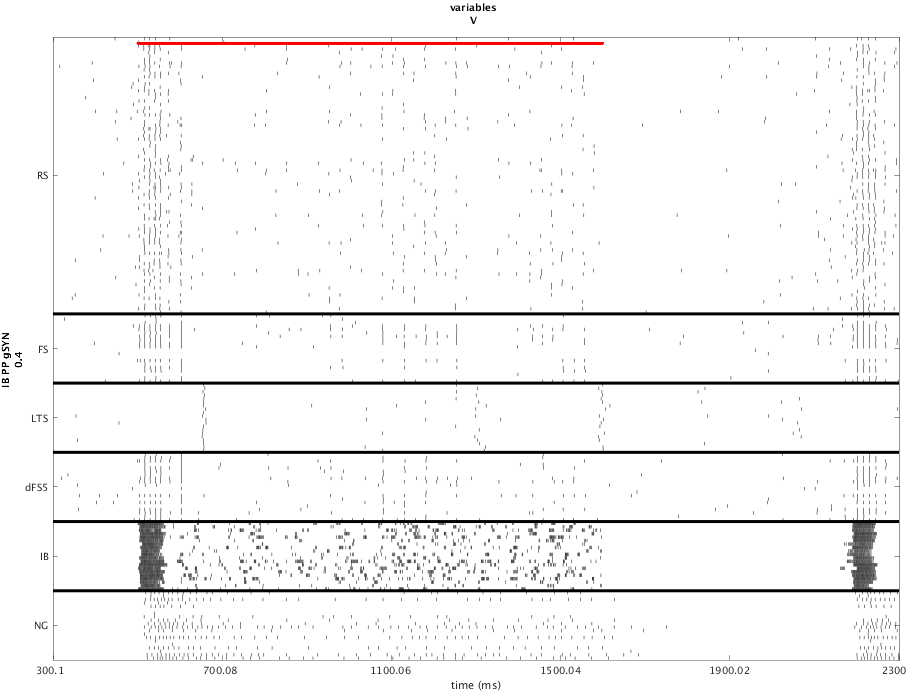 variables
V
RS
FS
LTS
dFS5
IB
NG
IB PP gSYN
0.4
300.1
700.08
1100.06
1500.04
1900.02
2300
time (ms)